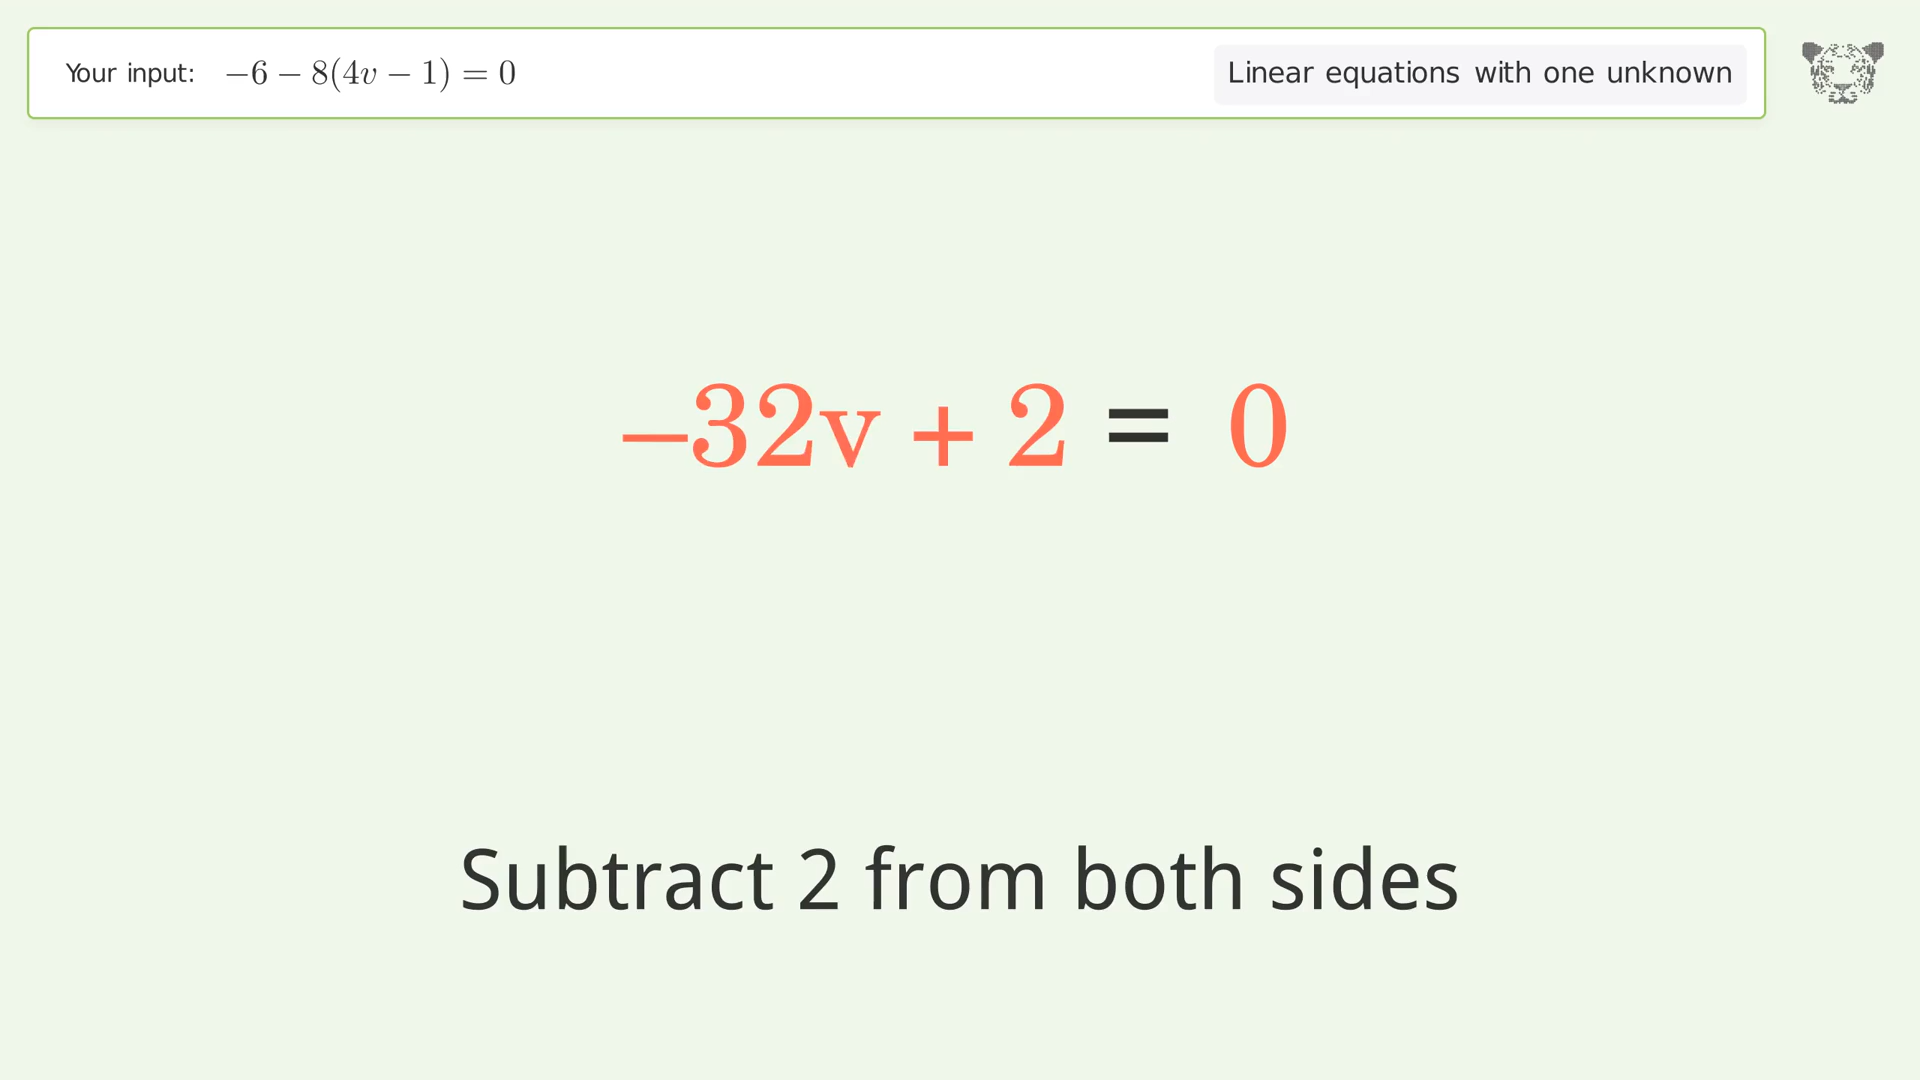 Your input: −6 − 8(4v − 1) = 0
Linear equations with one unknown
−32v + 2 = 0
Subtract 2 from both sides